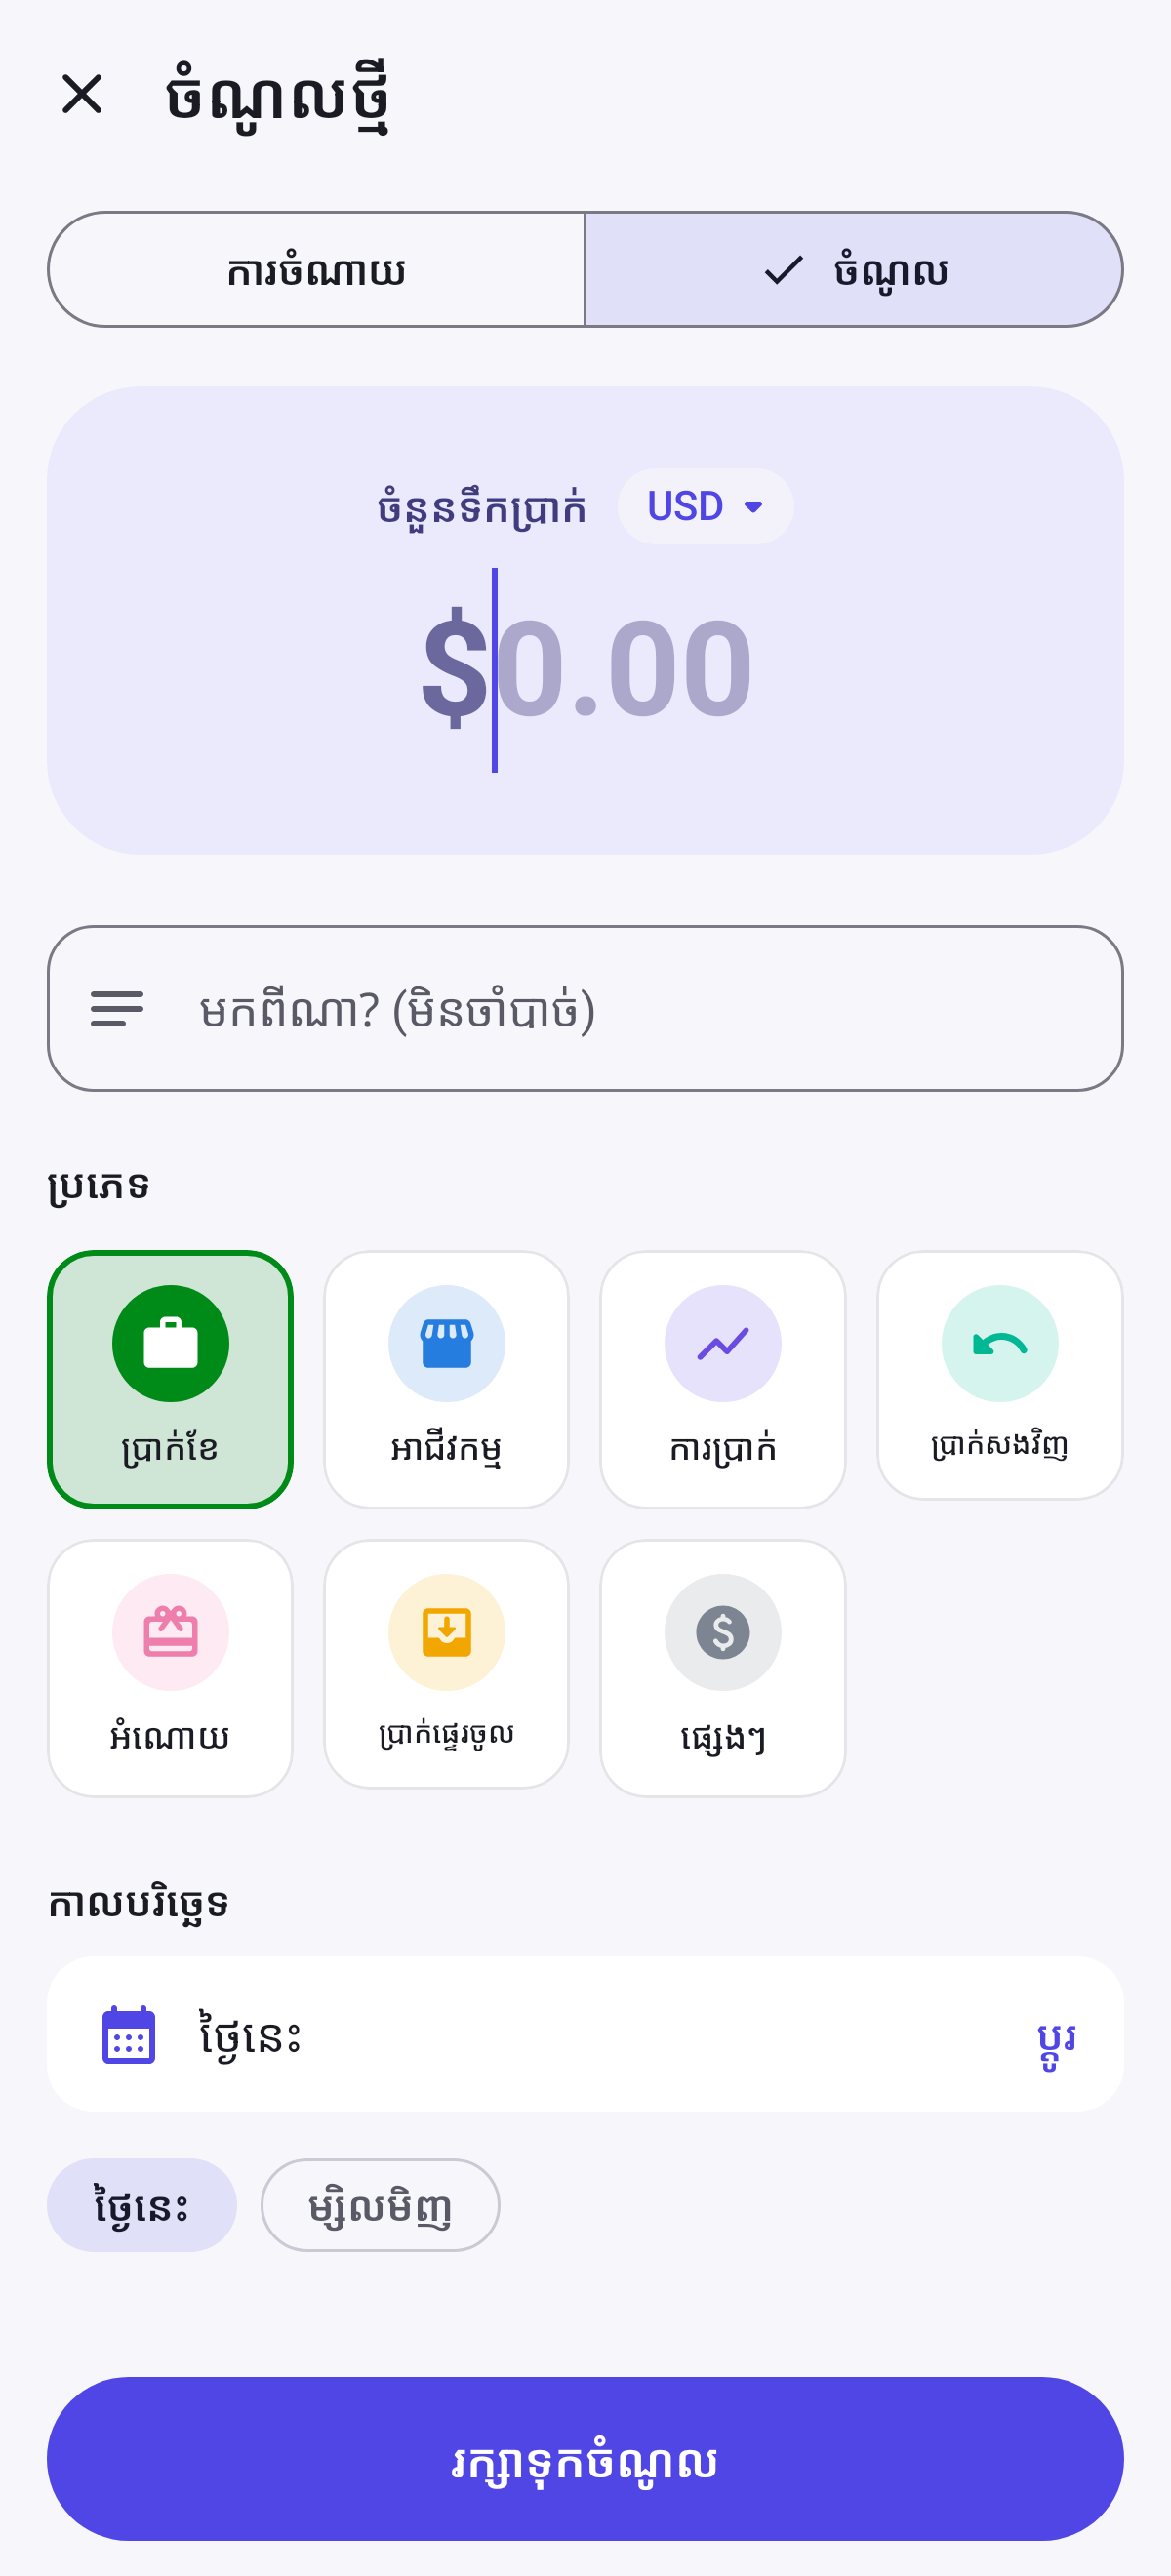 ចំណូលថ្មី
ការចំណាយ
ចំណូល
ចំនួនទឹកប្រាក់ USD
$0.00
មកពីណា? (មិនចាំបាច់)
ប្រភេទ
ប្រាក់ខែ
អាជីវកម្ម
ការប្រាក់
ប្រាក់សងវិញ
អំណោយ
ប្រាក់ផ្ទេរចូល
ផ្សេងៗ
កាលបរិច្ឆេទ
ថ្ងៃនេះ
ប្ដូរ
ថ្ងៃនេះ
ម្សិលមិញ
រក្សាទុកចំណូល